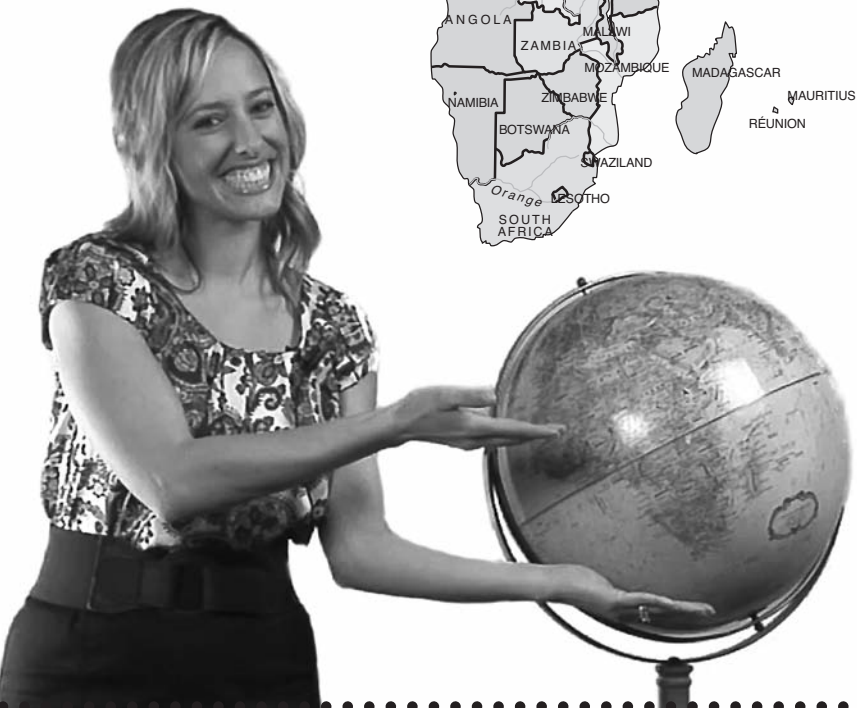 ANGOLA
MALAWI
ZAMBIA
MOZAMBIQUE
MADAGASCAR
NAMIBIA
ZIMBABWE
MAURITIUS
RÉUNION
BOTSWANA
SWAZILAND
Orange
LESOTHO
SOUTH
AFRICA